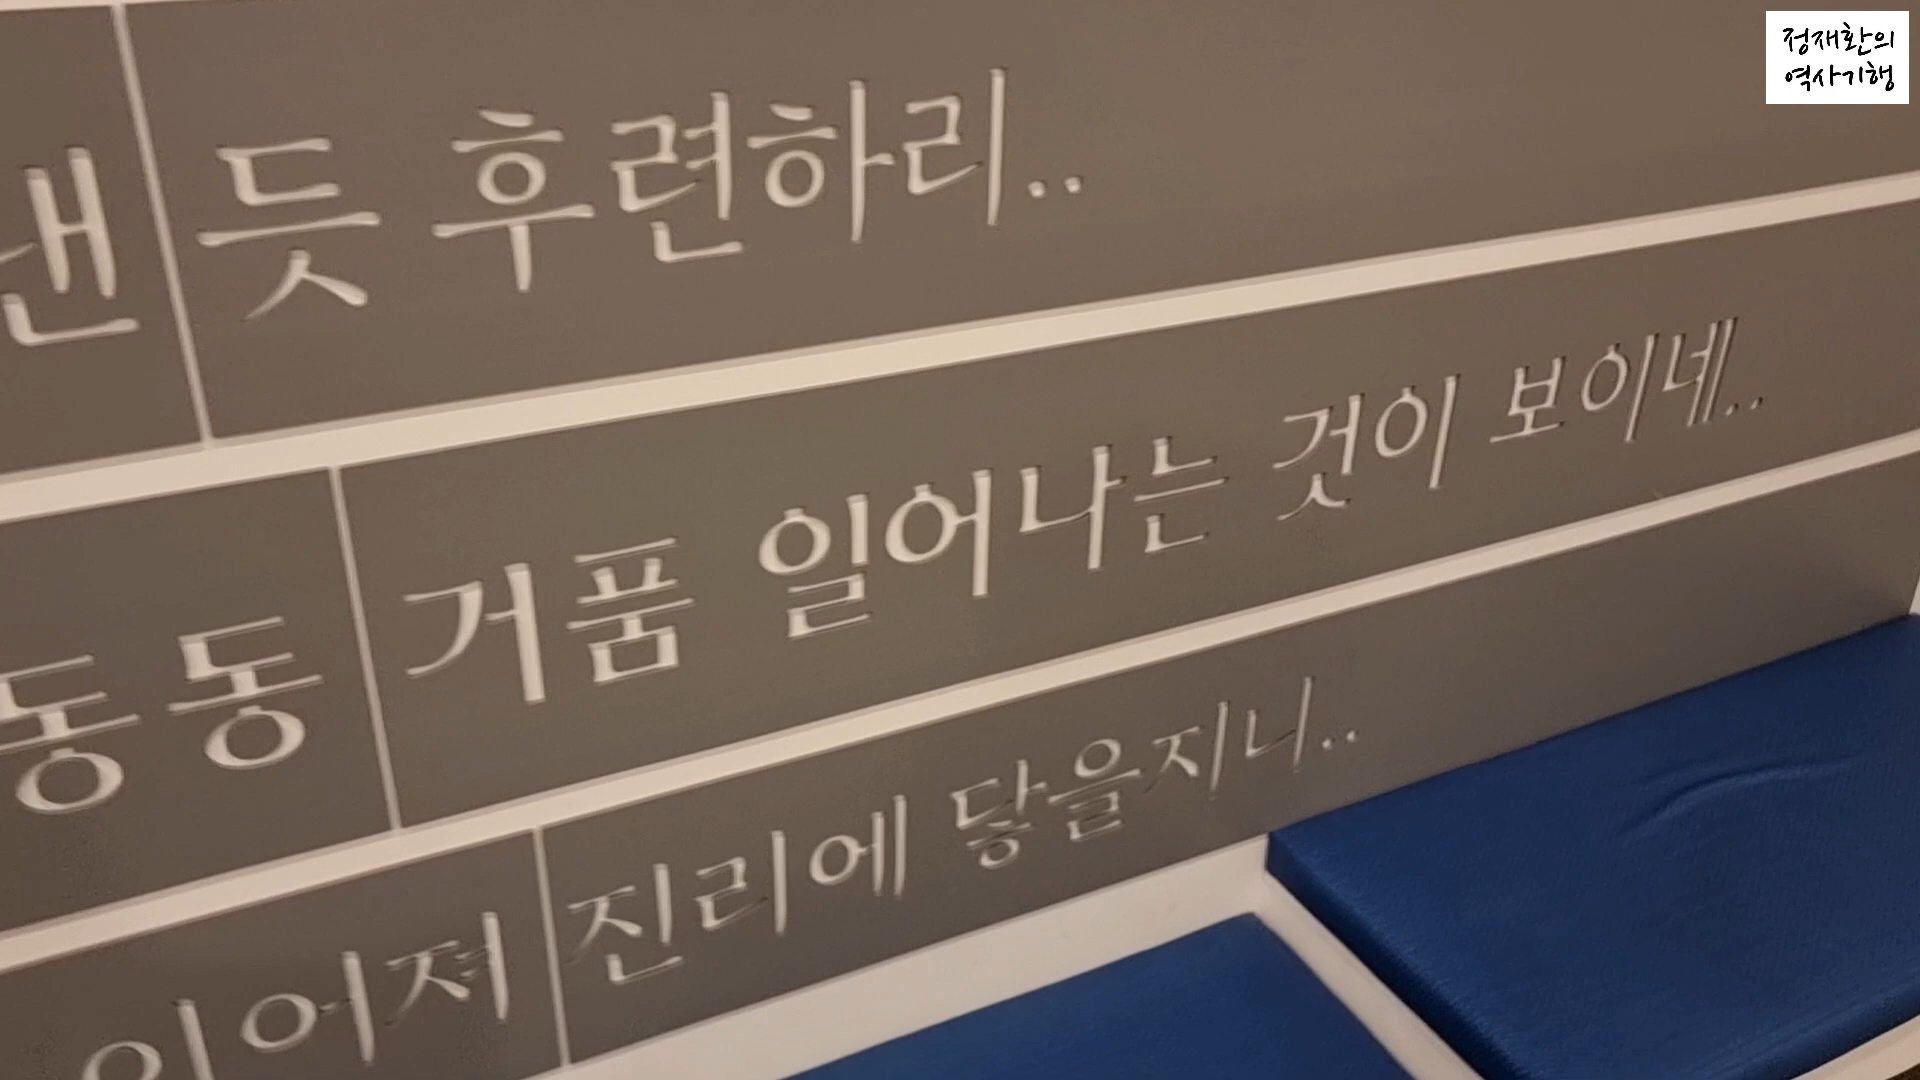 정재환의
역사기행
낸 듯 후련하리..
동동 거품 일어나는 것이 보이네..
이어져 진리에 닿을지니..